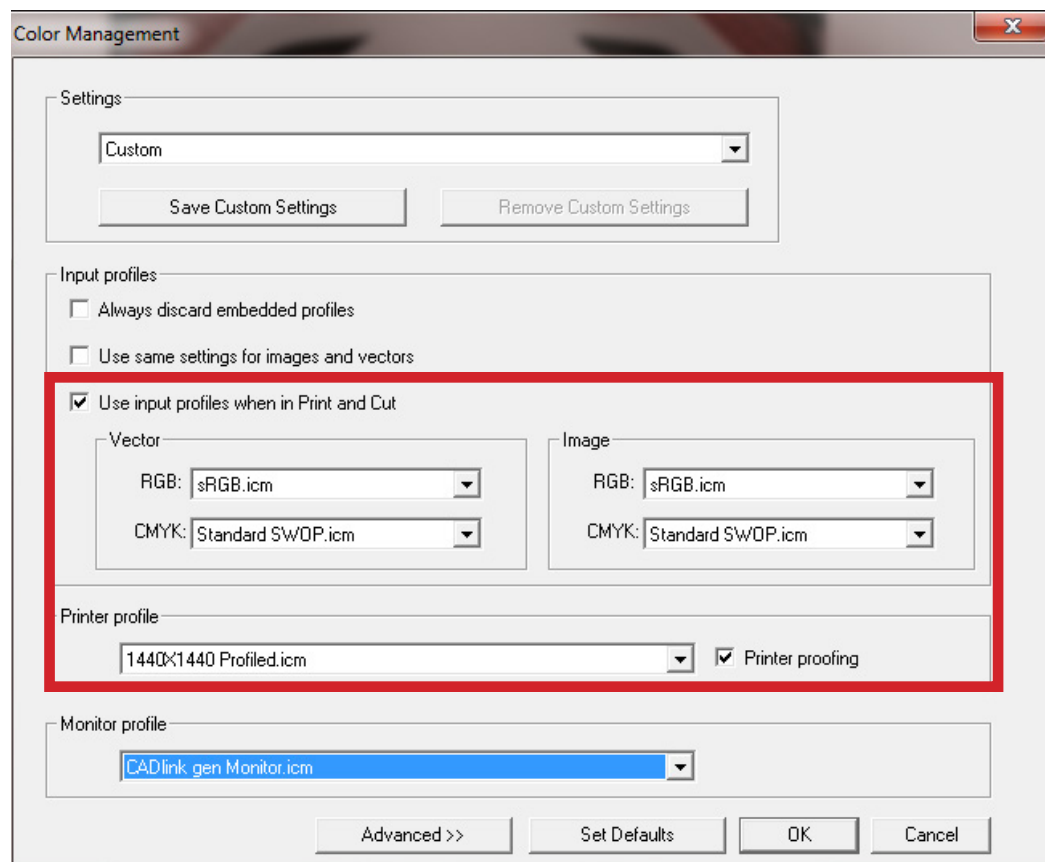 Color Management
X
Settings
Custom
Save Custom Settings
Remove Custom Settings
Input profiles
Always discard embedded profiles
Use same settings for images and vectors
Use input profiles when in Print and Cut
Vector
RGB: sRGB.icm
CMYK: Standard SWOP.icm
Image
RGB: sRGB.icm
CMYK: Standard SWOP.icm
Printer profile
1440X1440 Profiled.icm
Printer proofing
Monitor profile
CADlink gen Monitor.icm
Advanced >>
Set Defaults
OK
Cancel